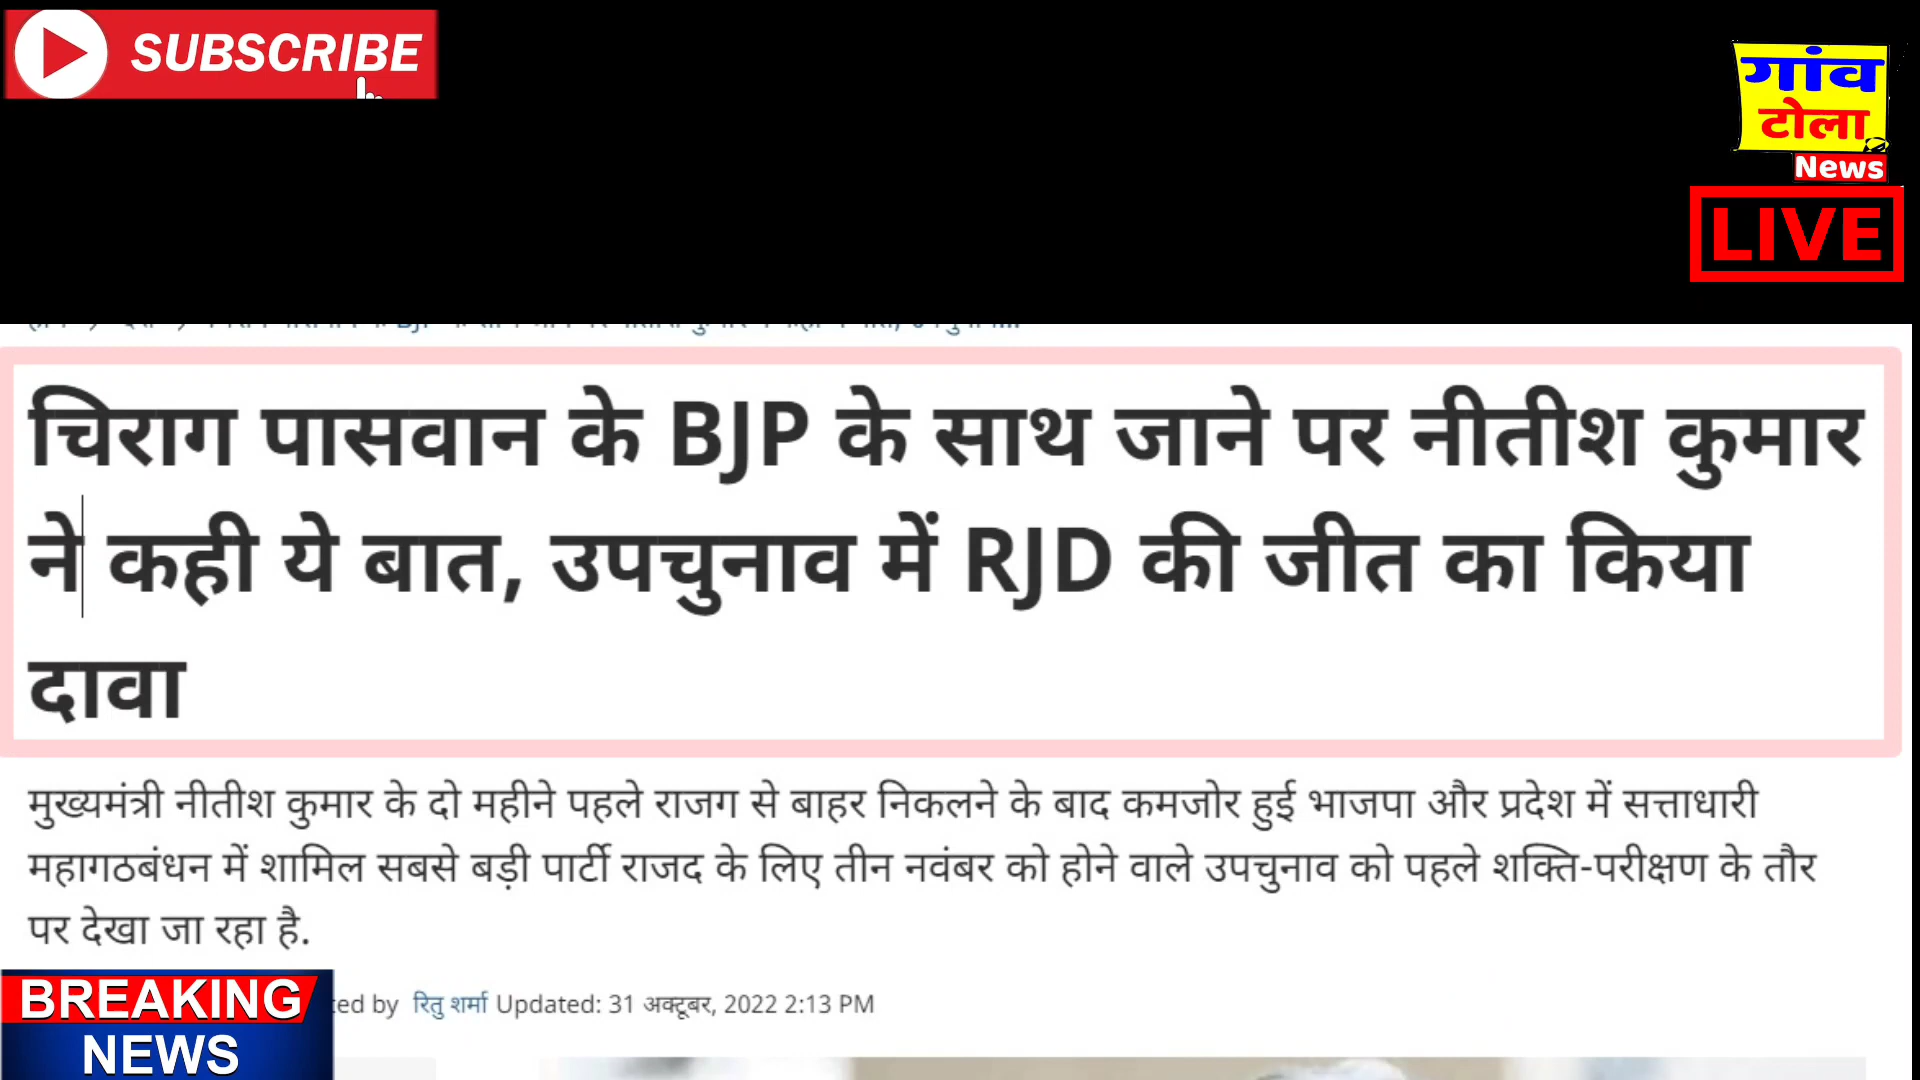 SUBSCRIBE
गांव
टोला
News
LIVE
चिराग पासवान के BJP के साथ जाने पर नीतीश कुमार
ने कही ये बात, उपचुनाव में RJD की जीत का किया
दावा
मुख्यमंत्री नीतीश कुमार के दो महीने पहले राजग से बाहर निकलने के बाद कमजोर हुई भाजपा और प्रदेश में सत्ताधारी
महागठबंधन में शामिल सबसे बड़ी पार्टी राजद के लिए तीन नवंबर को होने वाले उपचुनाव को पहले शक्ति-परीक्षण के तौर
पर देखा जा रहा है.
by रितु शर्मा Updated: 31 अक्टूबर, 2022 2:13 PM
BREAKING
NEWS